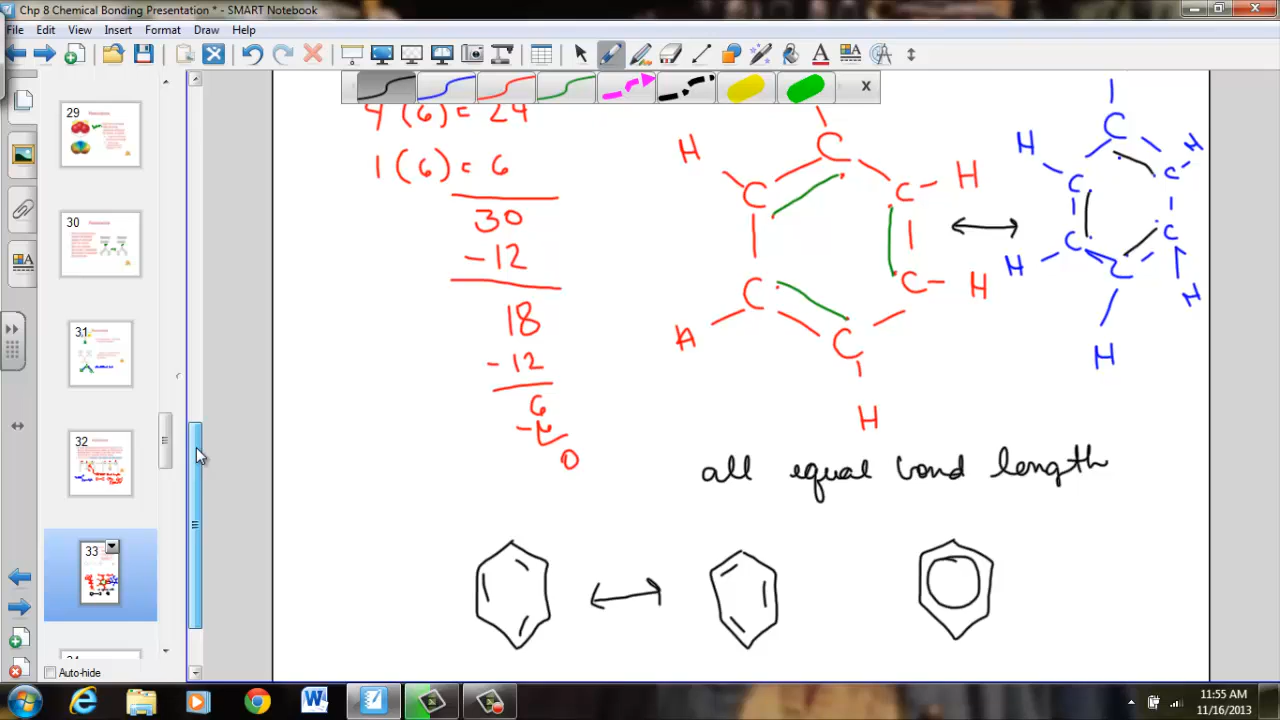 Chp 8 Chemical Bonding Presentation * - SMART Notebook
File Edit View Insert Format Draw Help
A
x
4 (6) = 24
1 (6) = 6
30
-12
18
-12
6
-6
0
C
H C H
C C H
C C H
H C
H
C
H C H
C C
H C C
H H
all equal bond length
29
30
31
32
33
Auto-hide
11:55 AM
11/16/2013